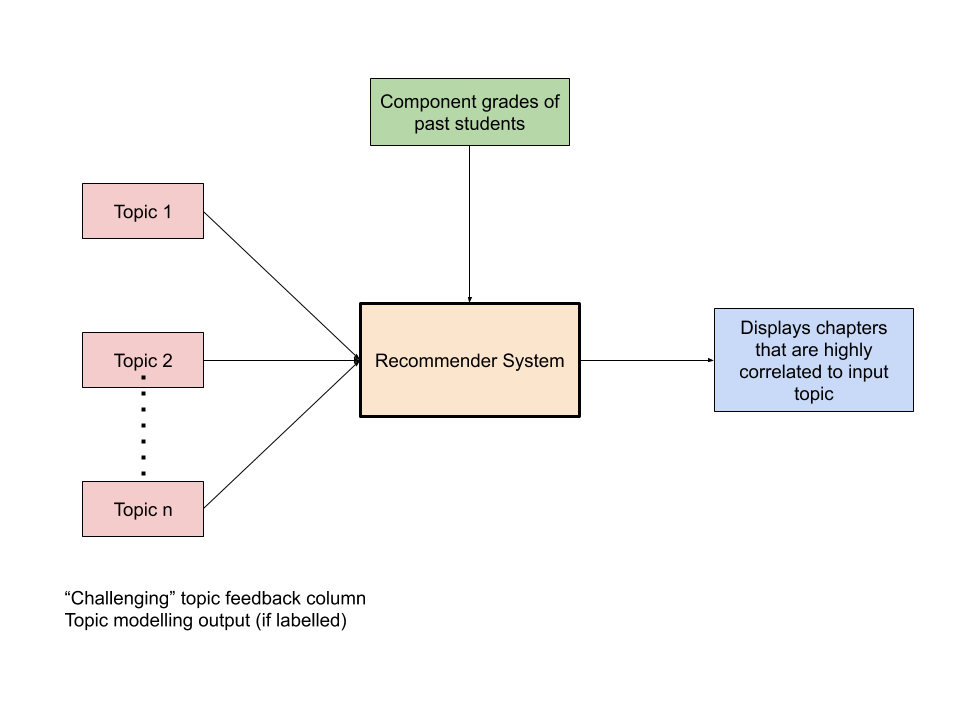 Component grades of
past students
Topic 1
Topic 2
Topic n
Recommender System
Displays chapters
that are highly
correlated to input
topic
“Challenging” topic feedback column
Topic modelling output (if labelled)